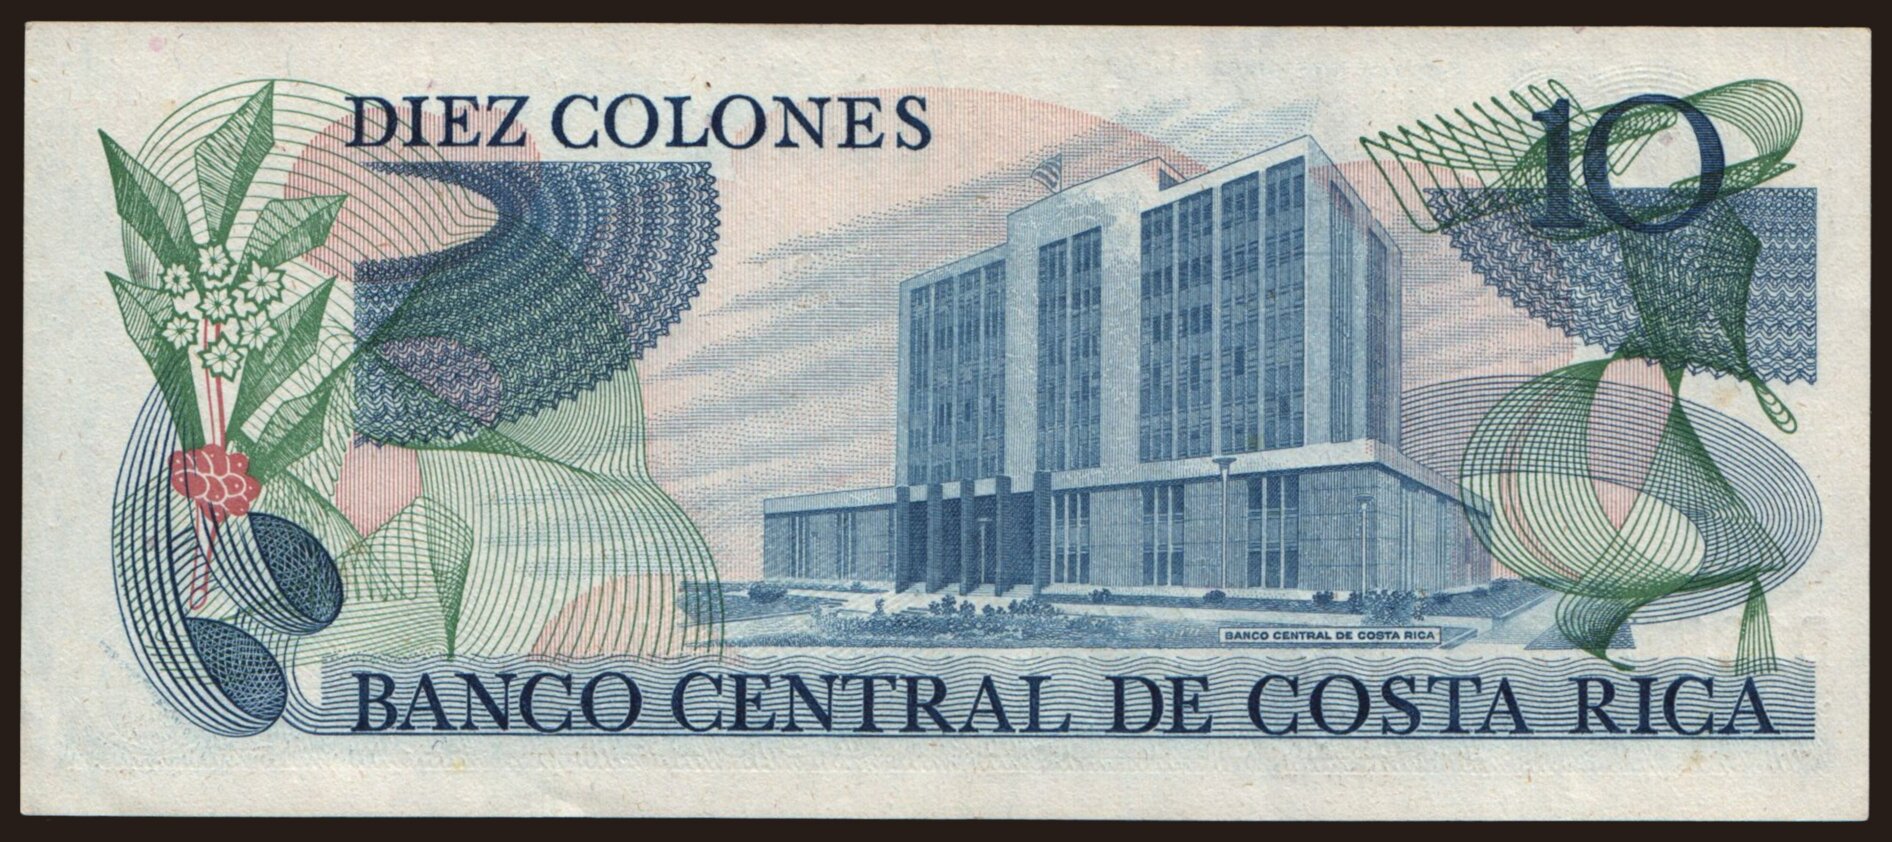 DIEZ COLONES
10
BANCO CENTRAL DE COSTA RICA
BANCO CENTRAL DE COSTA RICA